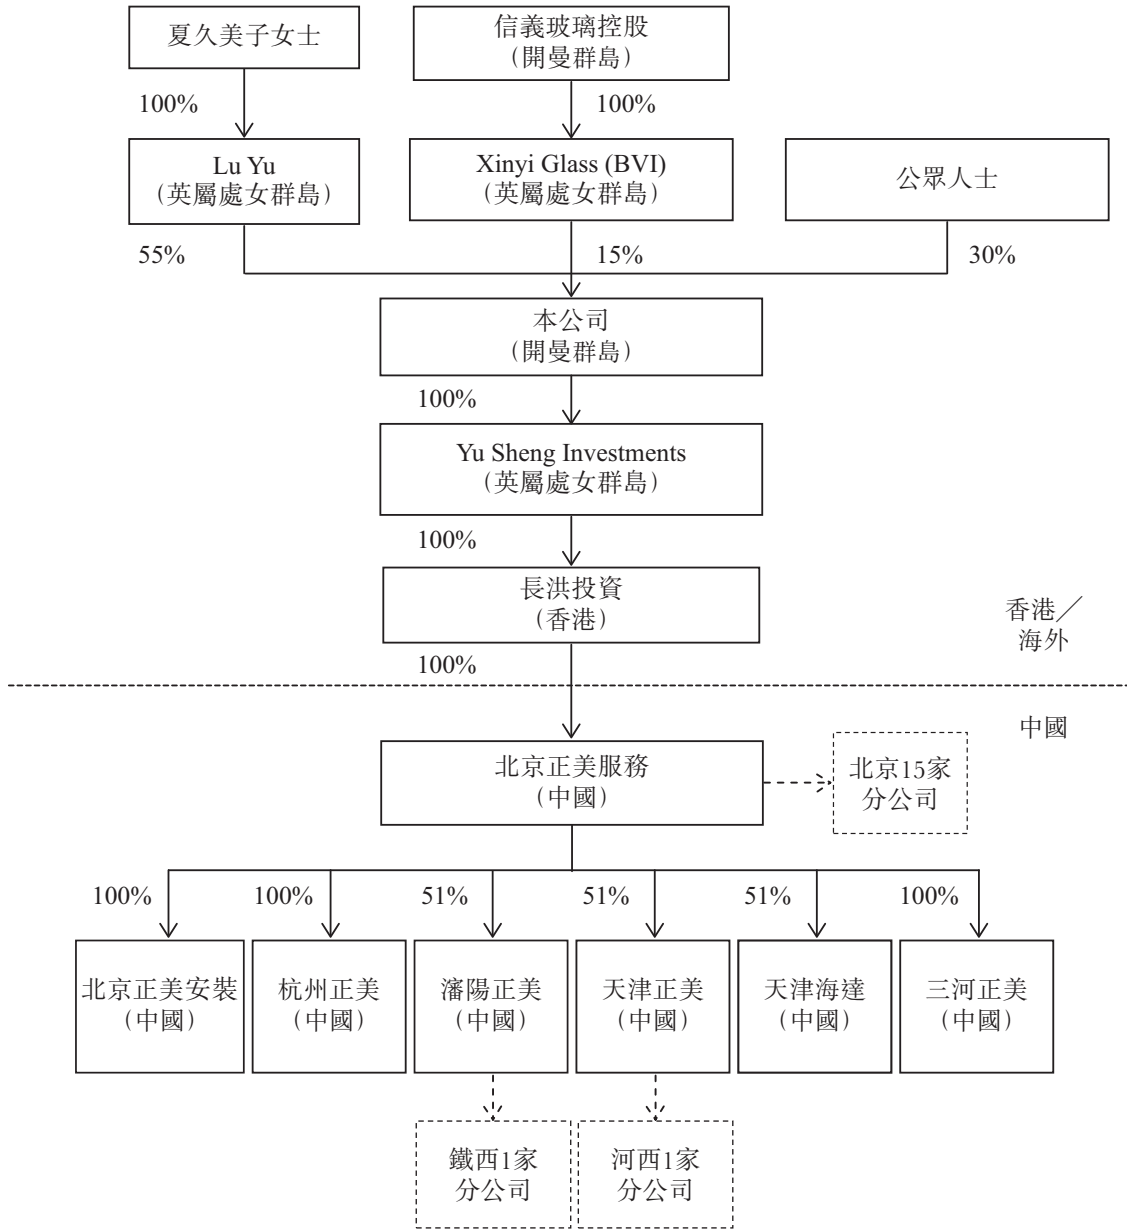 夏久美子女士
信義玻璃控股
（開曼群島）
100%
100%
Lu Yu
（英屬處女群島）
Xinyi Glass (BVI)
（英屬處女群島）
公眾人士
55%
15%
30%
本公司
（開曼群島）
100%
Yu Sheng Investments
（英屬處女群島）
100%
長洪投資
（香港）
香港／
海外
100%
中國
北京正美服務
（中國）
北京15家
分公司
100%
100%
51%
51%
51%
100%
北京正美安裝
（中國）
杭州正美
（中國）
瀋陽正美
（中國）
天津正美
（中國）
天津海達
（中國）
三河正美
（中國）
鐵西1家
分公司
河西1家
分公司